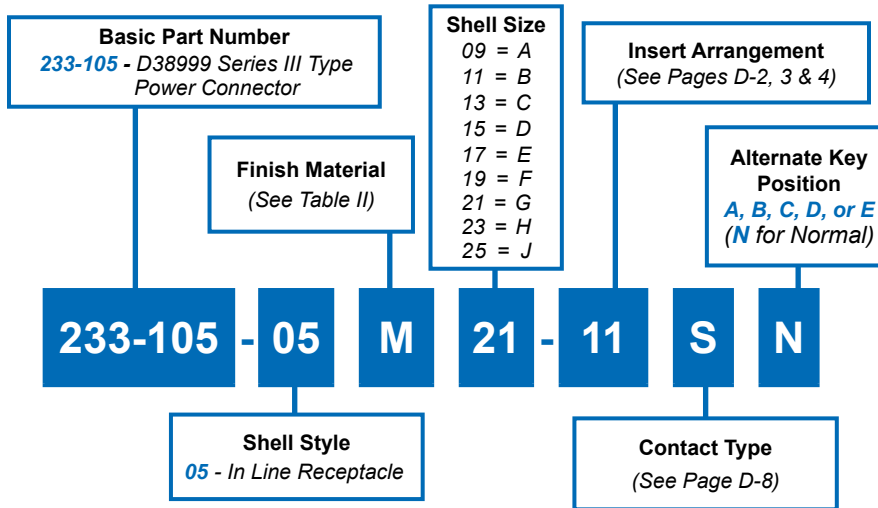 Basic Part Number
233-105 - D38999 Series III Type
Power Connector
Finish Material
(See Table II)
Shell Size
09 = A
11 = B
13 = C
15 = D
17 = E
19 = F
21 = G
23 = H
25 = J
Insert Arrangement
(See Pages D-2, 3 & 4)
Alternate Key
Position
A, B, C, D, or E
(N for Normal)
233-105 - 05 M 21 - 11 S N
Shell Style
05 - In Line Receptacle
Contact Type
(See Page D-8)